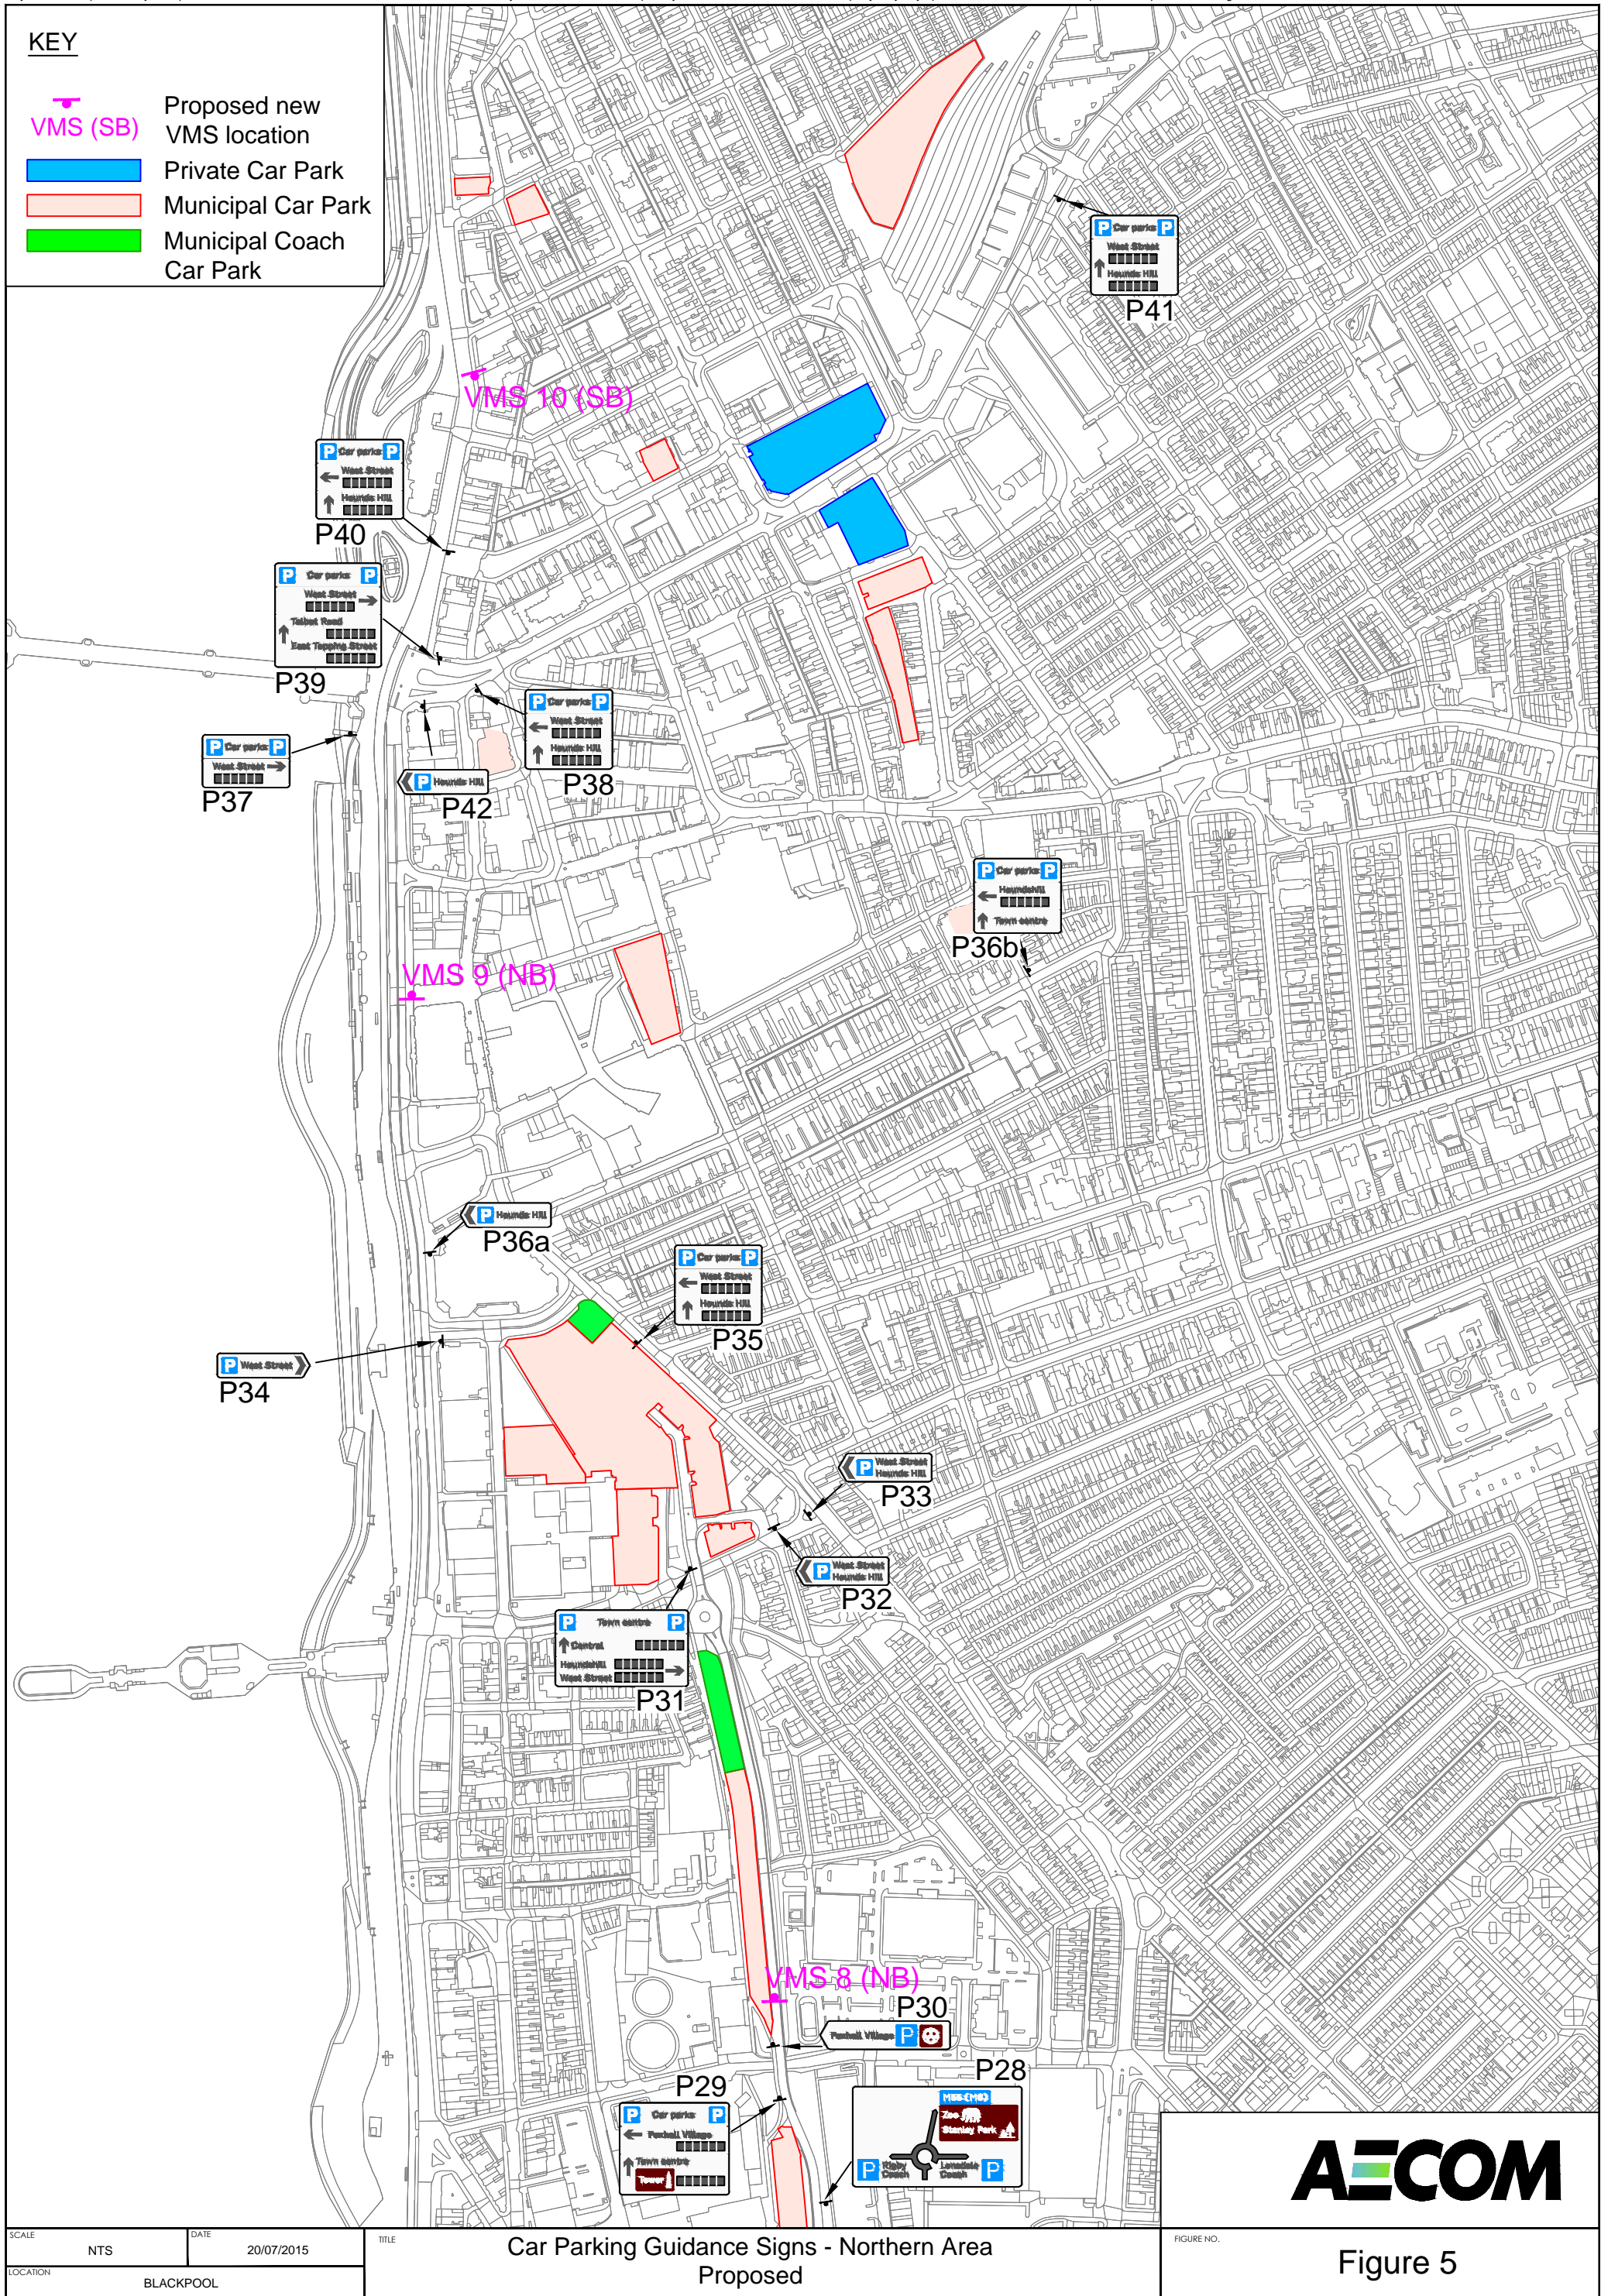 KEY
VMS (SB)
Proposed new
VMS location
Private Car Park
Municipal Car Park
Municipal Coach
Car Park
P Car parks P
West Street
Hounds Hill
P41
VMS 10 (SB)
P Car parks P
West Street
Hounds Hill
P40
P Car parks P
West Street
Talbot Road
East Topping Street
P39
P Car parks P
West Street
Hounds Hill
P38
P Car parks P
West Street
P37
P Hounds Hill
P42
P Car parks P
Houndshill
Town centre
P36b
VMS 9 (NB)
P Hounds Hill
P36a
P Car parks P
West Street
Hounds Hill
P35
P West Street
P34
P West Street
Hounds Hill
P33
P West Street
Hounds Hill
P32
P Town centre P
Central
Houndshill
West Street
P31
VMS 8 (NB)
P30
Foxhall Village P
P28
M55 (M6)
Zoo
Stanley Park
P Rigby
Coach
Lonsdale
Coach P
P29
P Car parks P
Foxhall Village
Town centre
Tower
AECOM
SCALE
NTS
DATE
20/07/2015
LOCATION
BLACKPOOL
TITLE
Car Parking Guidance Signs - Northern Area
Proposed
FIGURE NO.
Figure 5